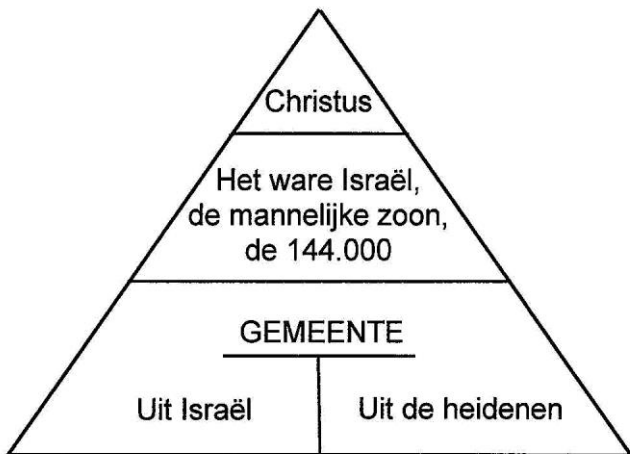 Christus
Het ware Israël,
de mannelijke zoon,
de 144.000
GEMEENTE
Uit Israël
Uit de heidenen